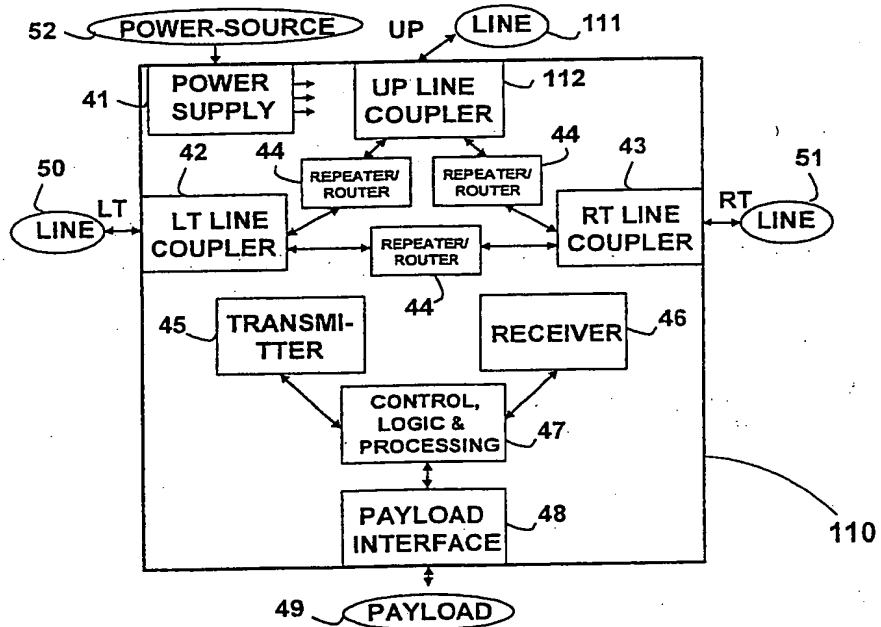 52
POWER-SOURCE
UP
LINE
111
41
POWER
SUPPLY
UP LINE
COUPLER
112
50
42
44
REPEATER/
ROUTER
44
REPEATER/
ROUTER
43
51
LINE
LT
LT LINE
COUPLER
REPEATER/
ROUTER
44
RT LINE
COUPLER
RT
LINE
45
TRANSMI-
TTER
RECEIVER
46
CONTROL,
LOGIC &
PROCESSING
47
PAYLOAD
INTERFACE
48
110
49
PAYLOAD